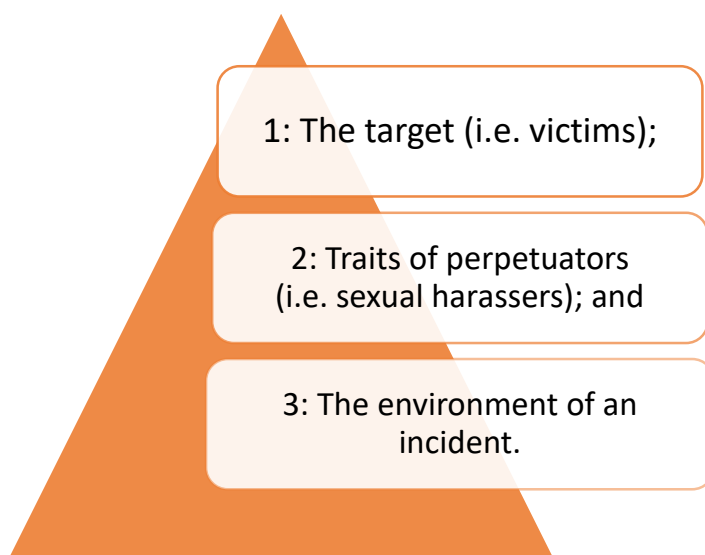 1: The target (i.e. victims);
2: Traits of perpetuators
(i.e. sexual harassers); and
3: The environment of an
incident.